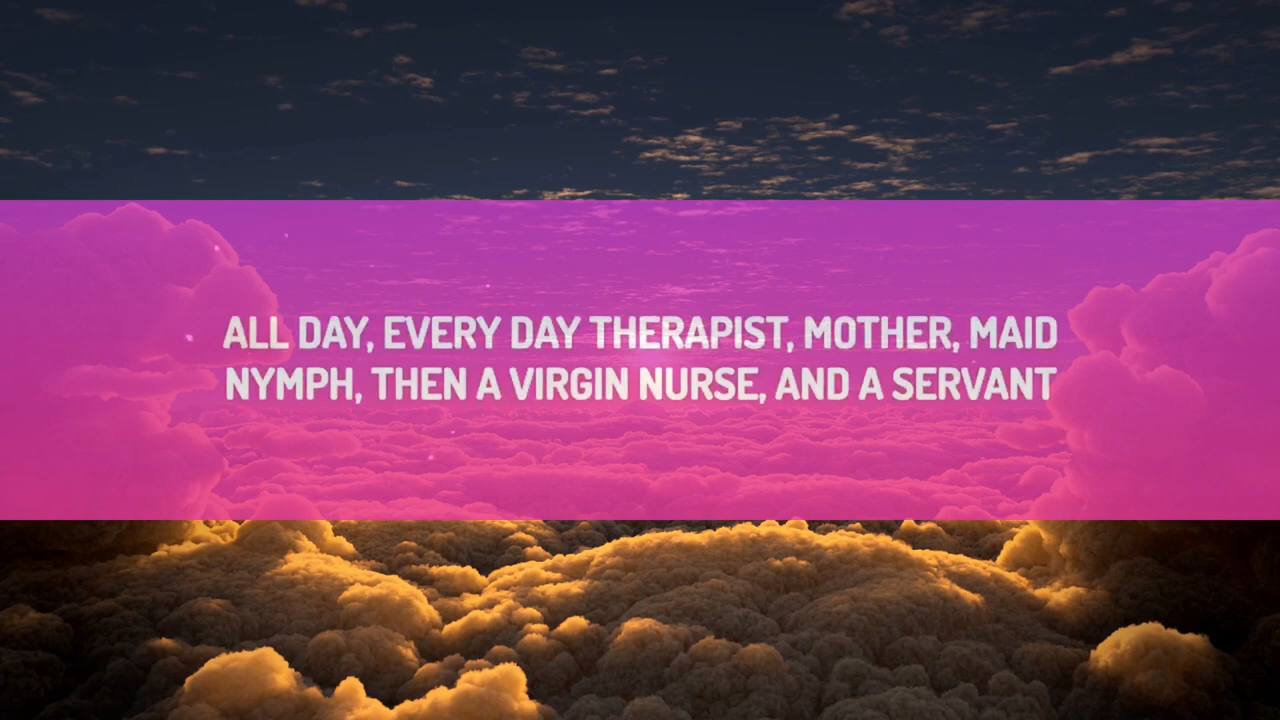 ALL DAY, EVERY DAY THERAPIST, MOTHER, MAID
NYMPH, THEN A VIRGIN NURSE, AND A SERVANT